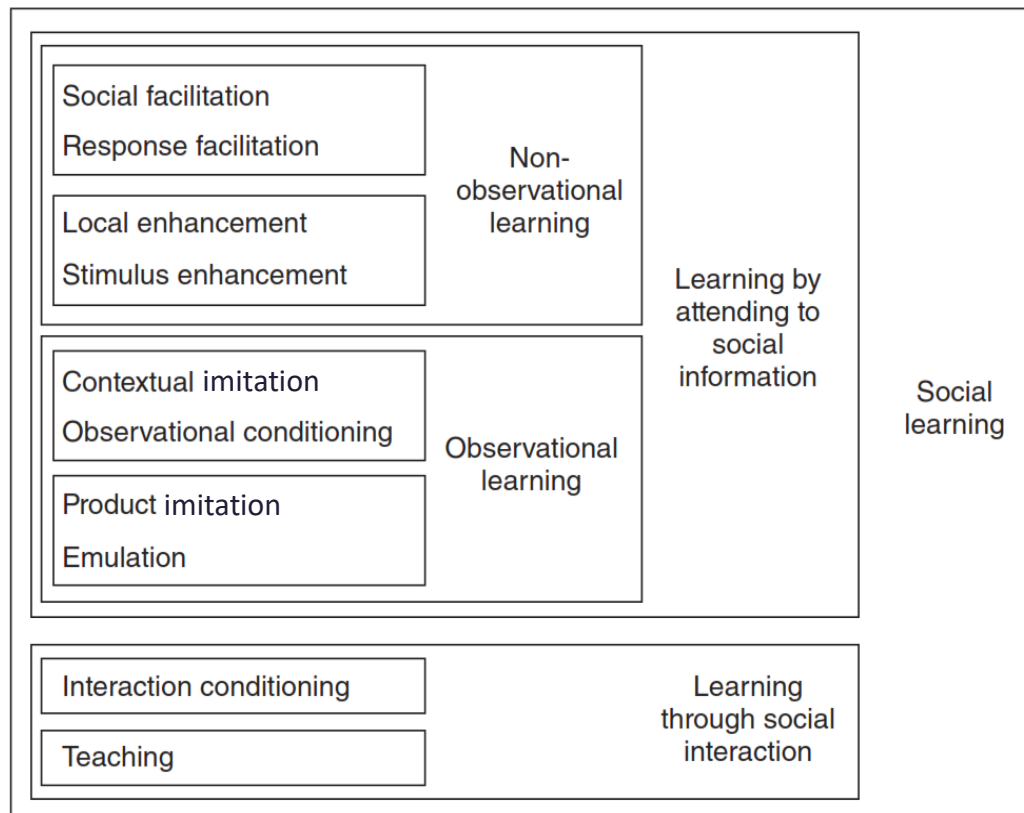 Social facilitation
Response facilitation
Non-
observational
learning
Local enhancement
Stimulus enhancement
Contextual imitation
Observational conditioning
Observational
learning
Product imitation
Emulation
Learning by
attending to
social
information
Interaction conditioning
Teaching
Learning
through social
interaction
Social
learning